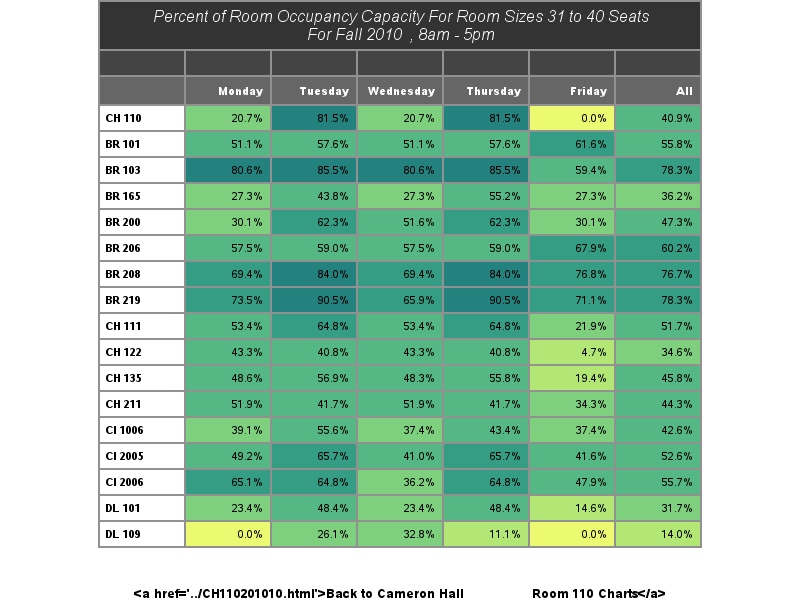 Percent of Room Occupancy Capacity For Room Sizes 31 to 40 Seats
For Fall 2010 , 8am - 5pm
Monday Tuesday Wednesday Thursday Friday All
CH 110 20.7% 81.5% 20.7% 81.5% 0.0% 40.9%
BR 101 51.1% 57.6% 51.1% 57.6% 61.6% 55.8%
BR 103 80.6% 85.5% 80.6% 85.5% 59.4% 78.3%
BR 165 27.3% 43.8% 27.3% 55.2% 27.3% 36.2%
BR 200 30.1% 62.3% 51.6% 62.3% 30.1% 47.3%
BR 206 57.5% 59.0% 57.5% 59.0% 67.9% 60.2%
BR 208 69.4% 84.0% 69.4% 84.0% 76.8% 76.7%
BR 219 73.5% 90.5% 65.9% 90.5% 71.1% 78.3%
CH 111 53.4% 64.8% 53.4% 64.8% 21.9% 51.7%
CH 122 43.3% 40.8% 43.3% 40.8% 4.7% 34.6%
CH 135 48.6% 56.9% 48.3% 55.8% 19.4% 45.8%
CH 211 51.9% 41.7% 51.9% 41.7% 34.3% 44.3%
CI 1006 39.1% 55.6% 37.4% 43.4% 37.4% 42.6%
CI 2005 49.2% 65.7% 41.0% 65.7% 41.6% 52.6%
CI 2006 65.1% 64.8% 36.2% 64.8% 47.9% 55.7%
DL 101 23.4% 48.4% 23.4% 48.4% 14.6% 31.7%
DL 109 0.0% 26.1% 32.8% 11.1% 0.0% 14.0%
<a href='../CH110201010.html'>Back to Cameron Hall Room 110 Charts</a>